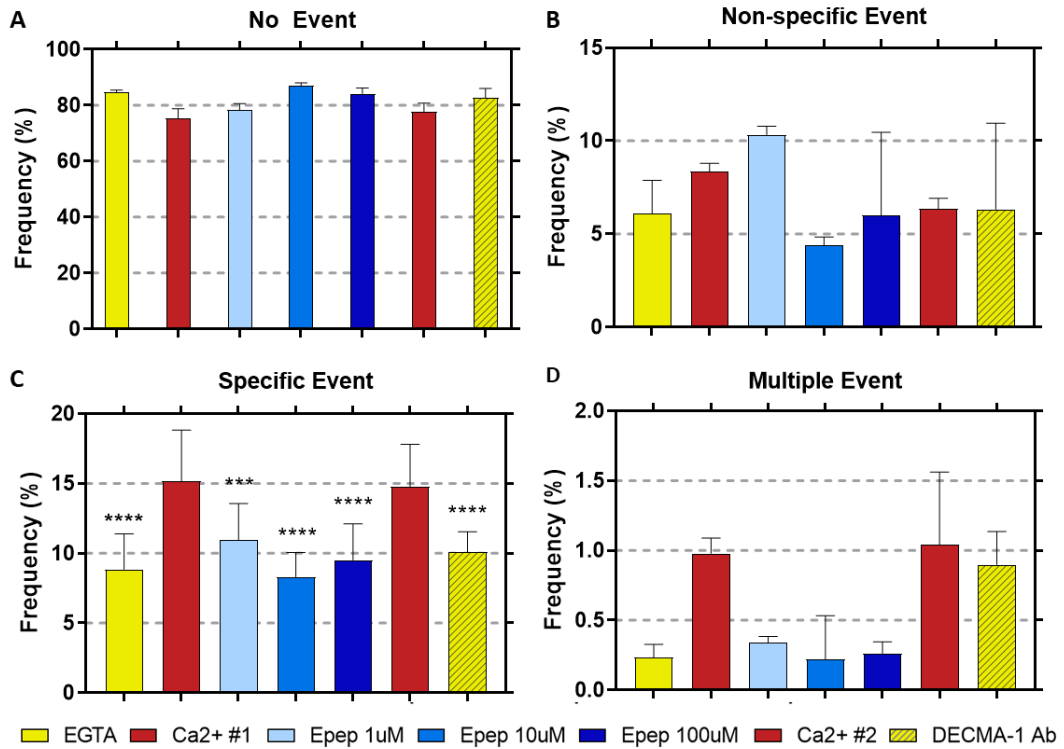 A
No Event
Frequency (%)
100
80
60
40
20
0
B
Non-specific Event
Frequency (%)
15
10
5
0
C
Specific Event
Frequency (%)
20
15
10
5
0
****
***
****
****
****
D
Multiple Event
Frequency (%)
2.0
1.5
1.0
0.5
0.0
EGTA Ca2+ #1 Epep 1uM Epep 10uM Epep 100uM Ca2+ #2 DECMA-1 Ab